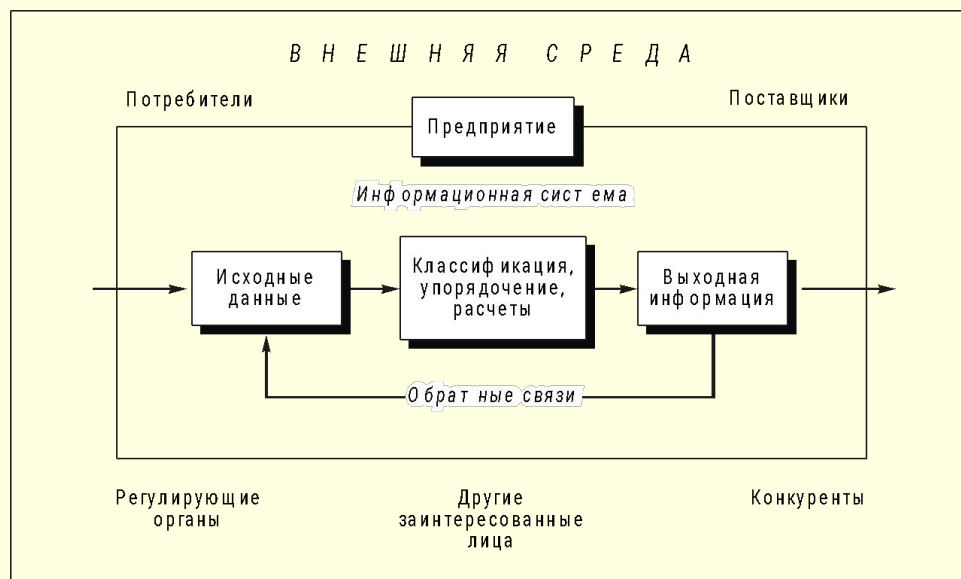 ВНЕШНЯЯ СРЕДА
Потребители
Поставщики
Предприятие
Информационная система
Исходные
данные
Классификация,
упорядочение,
расчеты
Выходная
информация
Обратные связи
Регулирующие
органы
Другие
заинтересованные
лица
Конкуренты